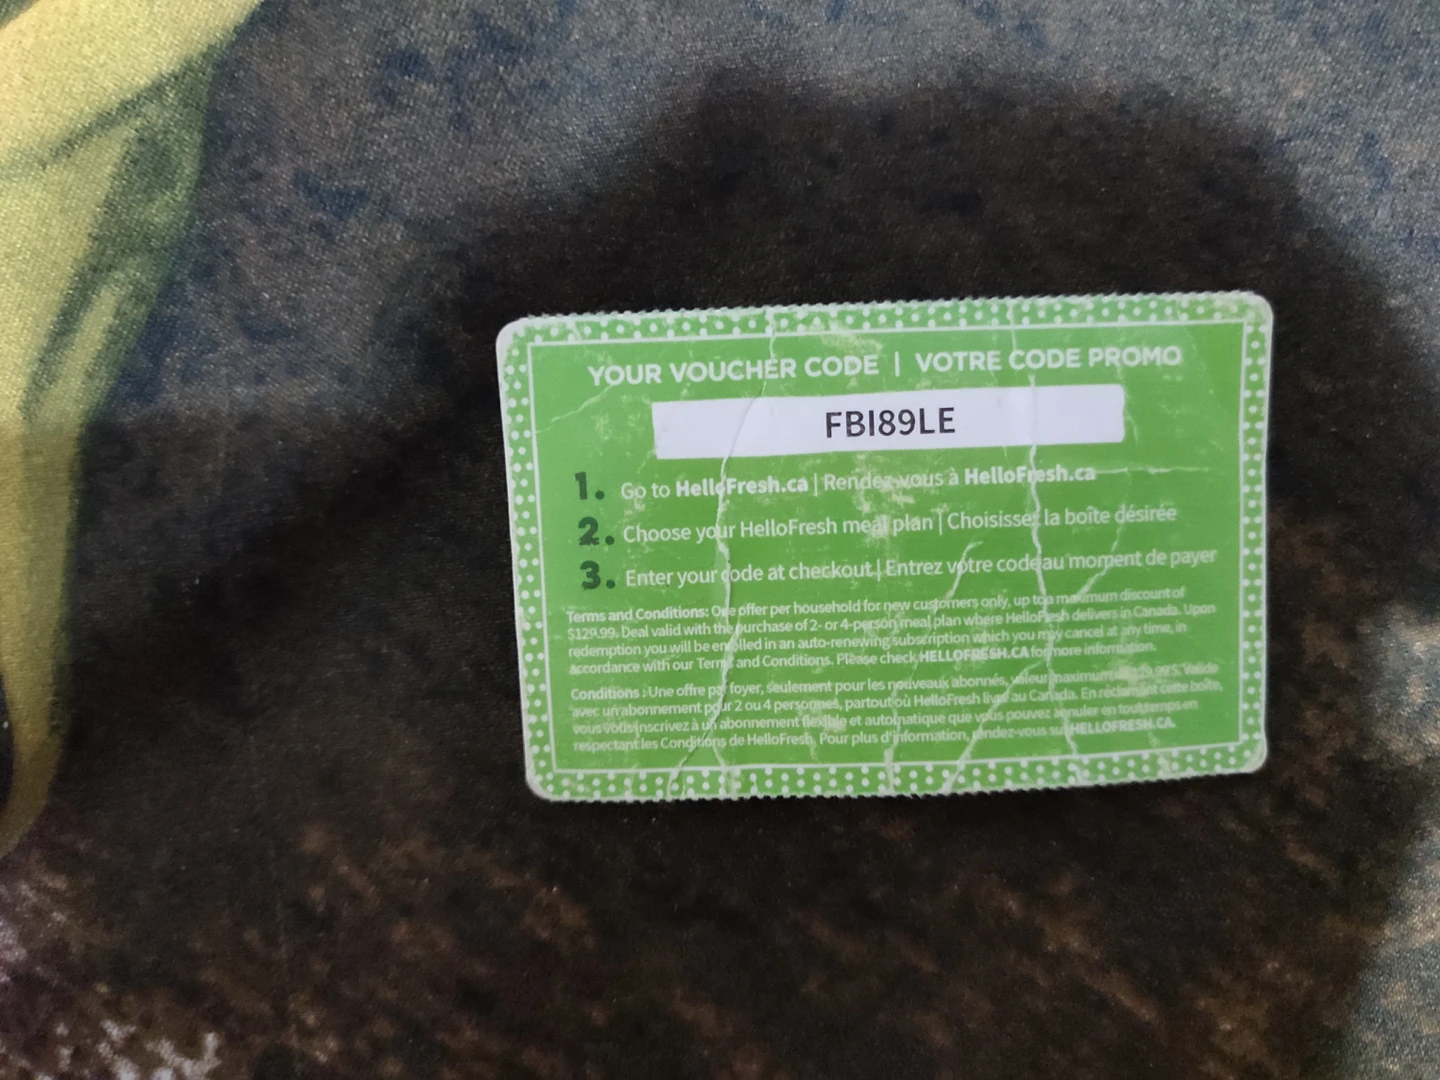 YOUR VOUCHER CODE | VOTRE CODE PROMO
FBI89LE
1. Go to HelloFresh.ca | Rendez-vous à HelloFresh.ca
2. Choose your HelloFresh meal plan | Choisissez la boîte désirée
3. Enter your code at checkout | Entrez votre code au moment de payer
Terms and Conditions: One offer per household for new customers only, up to a maximum discount of
$129.99. Deal valid with the purchase of 2- or 4-person meal plan where HelloFresh delivers in Canada. Upon
redemption you will be enrolled in an auto-renewing subscription which you may cancel at any time, in
accordance with our Terms and Conditions. Please check HELLOFRESH.CA for more information.
Conditions : Une offre par foyer, seulement pour les nouveaux abonnés, valeur maximum Valide
avec un abonnement pour 2 ou 4 personnes, partout où HelloFresh livre au Canada. En réclamant cette boîte,
vous vous inscrivez à un abonnement flexible et automatique que vous pouvez annuler en tout temps en
respectant les Conditions de HelloFresh. Pour plus d'information, rendez-vous sur HELLOFRESH.CA.